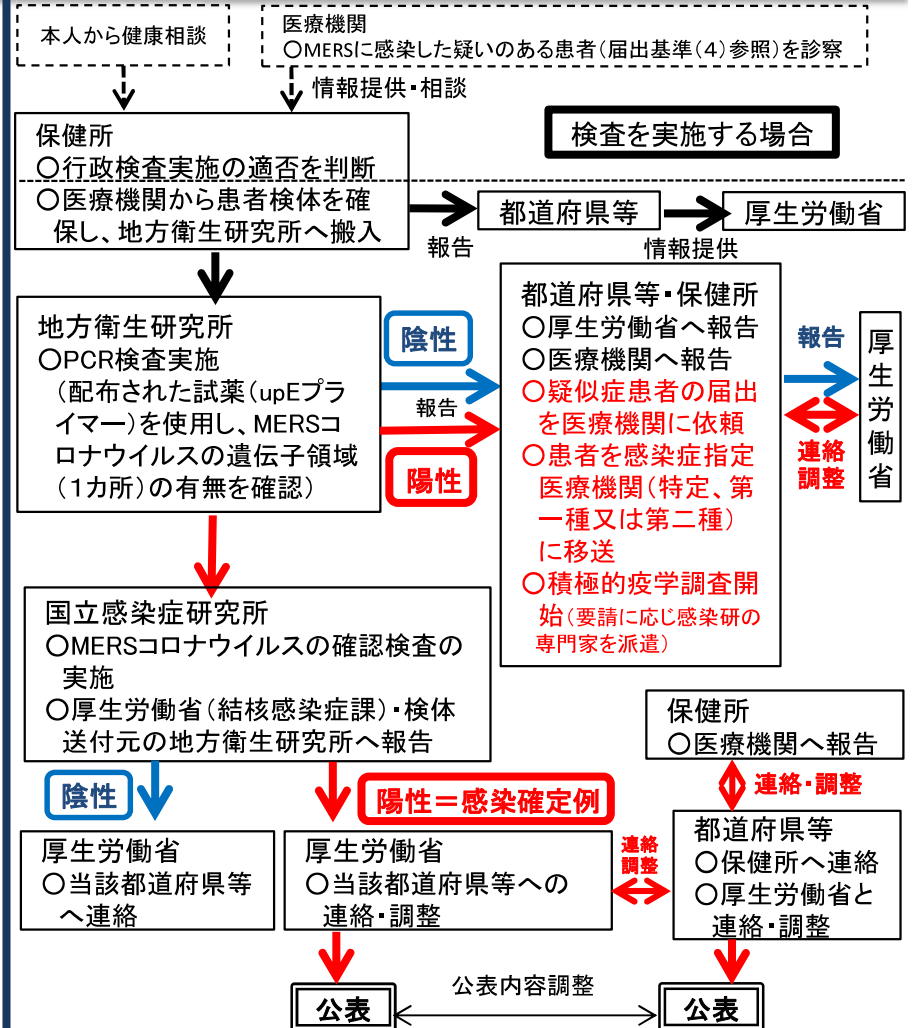 本人から健康相談
医療機関
○MERSに感染した疑いのある患者（届出基準（４）参照）を診察
情報提供・相談
保健所
○行政検査実施の適否を判断
○医療機関から患者検体を確
保し、地方衛生研究所へ搬入
検査を実施する場合
報告
都道府県等
情報提供
厚生労働省
地方衛生研究所
○PCR検査実施
（配布された試薬（upEプラ
イマー）を使用し、MERSコ
ロナウイルスの遺伝子領域
（１カ所）の有無を確認）
陰性
報告
陽性
都道府県等・保健所
○厚生労働省へ報告
○医療機関へ報告
○疑似症患者の届出
を医療機関に依頼
○患者を感染症指定
医療機関（特定、第
一種又は第二種）
に移送
○積極的疫学調査開
始（要請に応じ感染研の
専門家を派遣）
報告
連絡
調整
厚生労働省
国立感染症研究所
○MERSコロナウイルスの確認検査の
実施
○厚生労働省（結核感染症課）・検体
送付元の地方衛生研究所へ報告
陰性
陽性＝感染確定例
厚生労働省
○当該都道府県等
へ連絡
厚生労働省
○当該都道府県等への
連絡・調整
連絡
調整
保健所
○医療機関へ報告
連絡・調整
都道府県等
○保健所へ連絡
○厚生労働省と
連絡・調整
公表
公表内容調整
公表